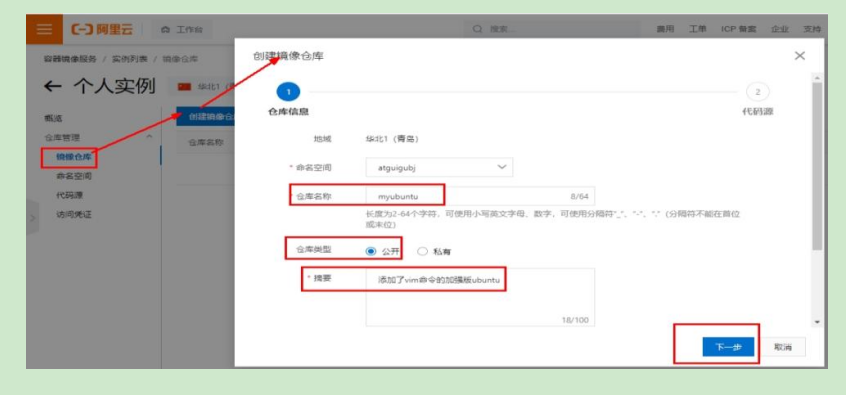 阿里云
工作台
搜索...
费用 工单 ICP 备案 企业 支持
容器镜像服务 / 实例列表 / 镜像仓库
个人实例
华北1
概览
仓库管理
镜像仓库
命名空间
代码源
访问凭证
创建镜像仓
仓库名称
创建镜像仓库
1
仓库信息
2
代码源
地域 华北1 (青岛)
* 命名空间 atguigubj
* 仓库名称 myubuntu 8/64
长度为2-64个字符，可使用小写英文字母、数字，可使用分隔符"_"、"-"、"." (分隔符不能在首位
或末位)
仓库类型 公开 私有
* 摘要 添加了vim命令的加强版ubuntu
18/100
下一步 取消